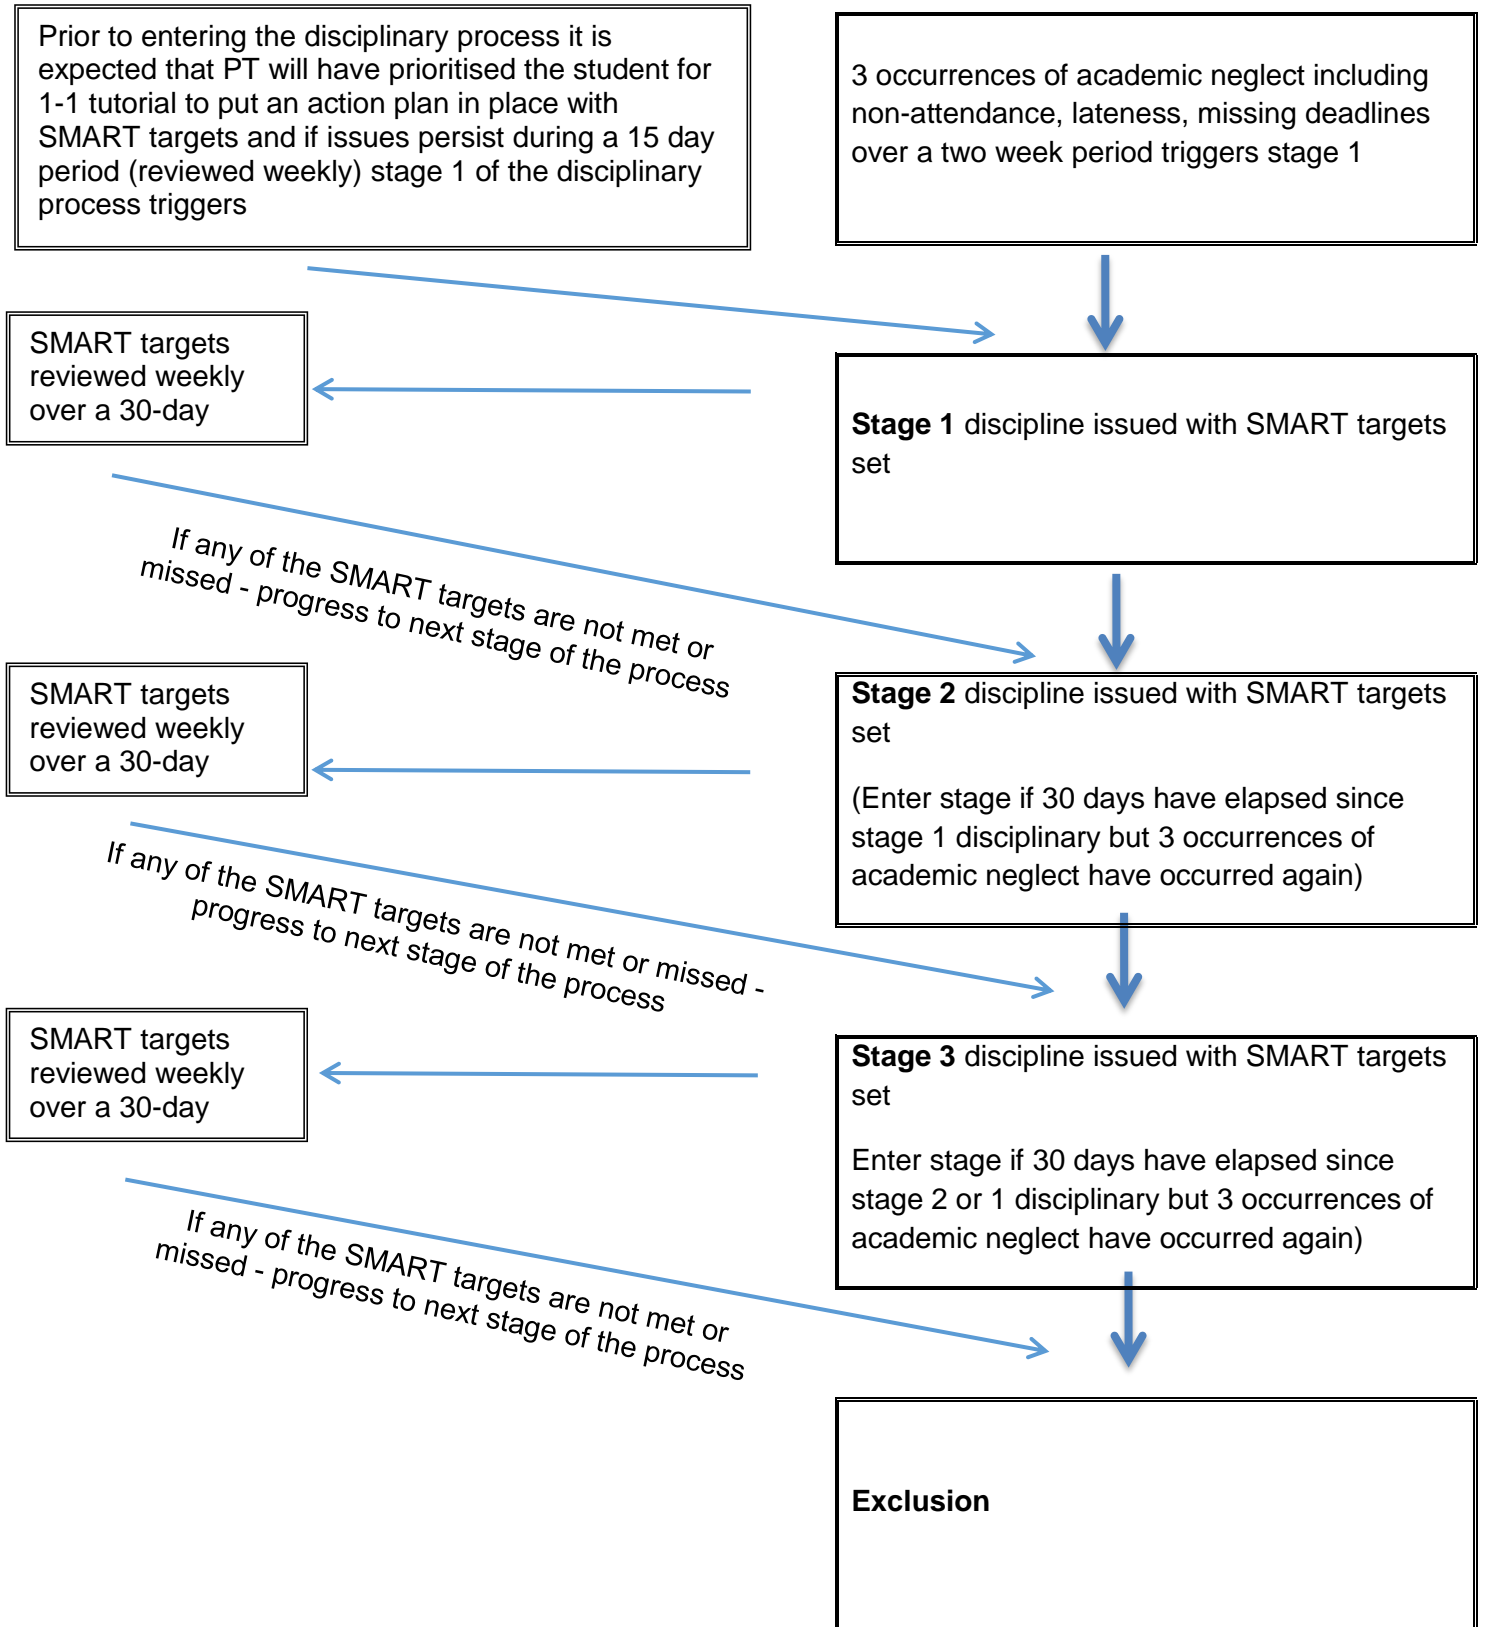 Prior to entering the disciplinary process it is
expected that PT will have prioritised the student for
1-1 tutorial to put an action plan in place with
SMART targets and if issues persist during a 15 day
period (reviewed weekly) stage 1 of the disciplinary
process triggers
3 occurrences of academic neglect including
non-attendance, lateness, missing deadlines
over a two week period triggers stage 1
SMART targets
reviewed weekly
over a 30-day
Stage 1 discipline issued with SMART targets
set
If any of the SMART targets are not met or
missed - progress to next stage of the process
SMART targets
reviewed weekly
over a 30-day
Stage 2 discipline issued with SMART targets
set
(Enter stage if 30 days have elapsed since
stage 1 disciplinary but 3 occurrences of
academic neglect have occurred again)
If any of the SMART targets are not met or missed -
progress to next stage of the process
SMART targets
reviewed weekly
over a 30-day
Stage 3 discipline issued with SMART targets
set
Enter stage if 30 days have elapsed since
stage 2 or 1 disciplinary but 3 occurrences of
academic neglect have occurred again)
If any of the SMART targets are not met or
missed - progress to next stage of the process
Exclusion